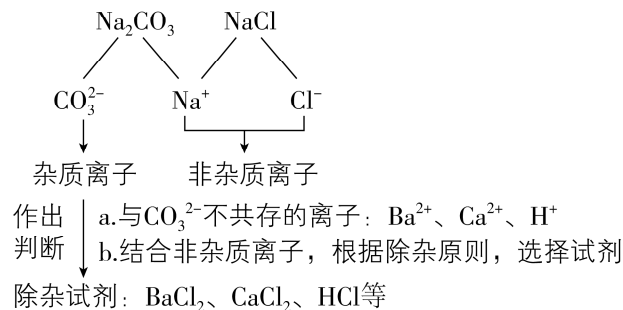 Na₂CO₃ NaCl
CO₃²⁻ Na⁺ Cl⁻
杂质离子 非杂质离子
作出判断
a.与CO₃²⁻不共存的离子：Ba²⁺、Ca²⁺、H⁺
b.结合非杂质离子，根据除杂原则，选择试剂
除杂试剂：BaCl₂、CaCl₂、HCl等